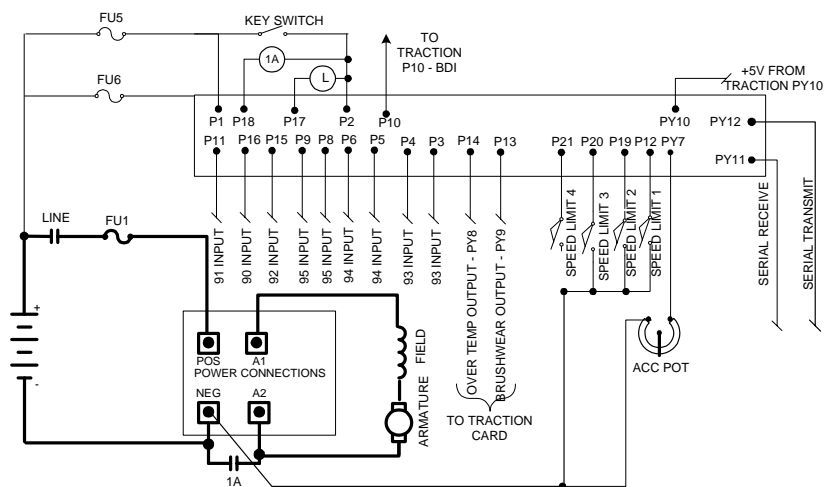 FU5
KEY SWITCH
TO
TRACTION
P10 - BDI
1A
+5V FROM
TRACTION PY10
FU6
L
P1
P18
P17
P2
P10
PY10
PY12
P11
P16
P15
P9
P8
P6
P5
P4
P3
P14
P13
P21
P20
P19
P12
PY7
PY11
LINE
FU1
91 INPUT
90 INPUT
92 INPUT
95 INPUT
95 INPUT
94 INPUT
94 INPUT
93 INPUT
93 INPUT
OVER TEMP OUTPUT - PY8
BRUSHWEAR OUTPUT - PY9
SPEED LIMIT 4
SPEED LIMIT 3
SPEED LIMIT 2
SPEED LIMIT 1
SERIAL RECEIVE
SERIAL TRANSMIT
+
-
POS
A1
POWER CONNECTIONS
NEG
A2
FIELD
ARMATURE
ACC POT
TO TRACTION
CARD
1A